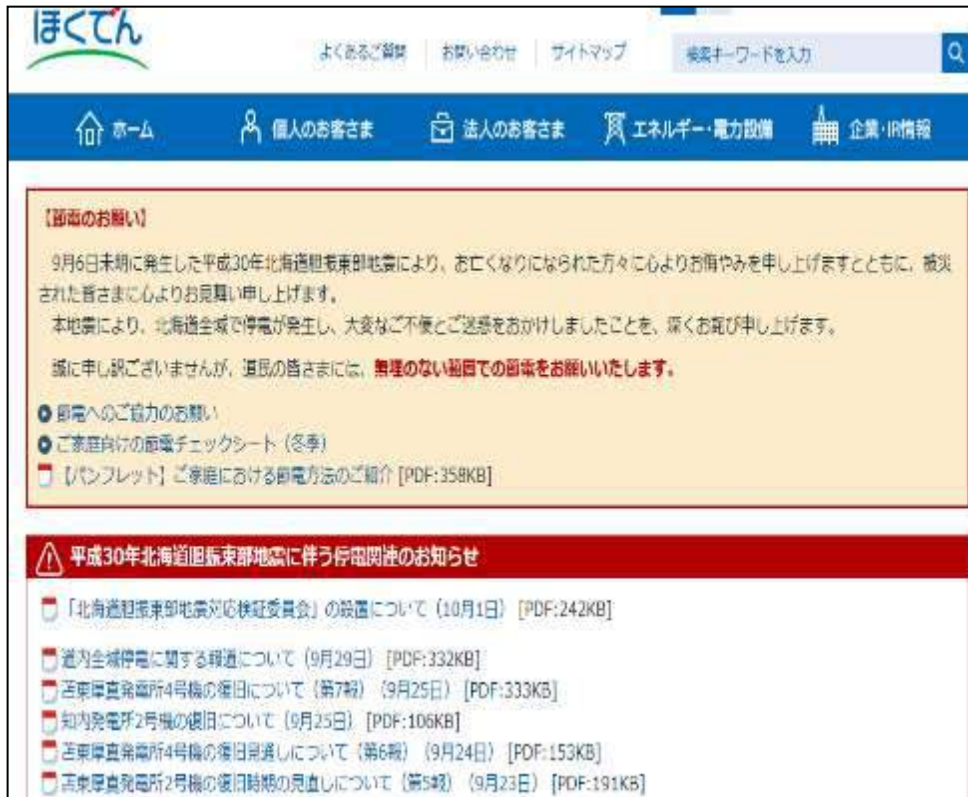 ほくでん
よくあるご質問 お問い合わせ サイトマップ 検索キーワードを入力
ホーム 個人のお客さま 法人のお客さま エネルギー・電力設備 企業・IR情報
【節電のお願い】
9月6日未明に発生した平成30年北海道胆振東部地震により、お亡くなりになられた方々に心よりお悔やみを申し上げますとともに、被災
された皆さまに心よりお見舞い申し上げます。
本地震により、北海道全域で停電が発生し、大変なご不便とご迷惑をおかけしましたことを、深くお詫び申し上げます。
誠に申し訳ございませんが、道民の皆さまには、無理のない範囲での節電をお願いいたします。
節電へのご協力のお願い
ご家庭向けの節電チェックシート（冬季）
【パンフレット】ご家庭における節電方法のご紹介 [PDF:358KB]
平成30年北海道胆振東部地震に伴う停電関連のお知らせ
「北海道胆振東部地震対応検証委員会」の設置について（10月1日） [PDF:242KB]
道内全域停電に関する報道について（9月29日） [PDF:332KB]
苫東厚真発電所4号機の復旧について（第7報）（9月25日） [PDF:333KB]
知内発電所2号機の復旧について（9月25日） [PDF:106KB]
苫東厚真発電所4号機の復旧見通しについて（第6報）（9月24日） [PDF:153KB]
苫東厚真発電所2号機の復旧時期の見直しについて（第5報）（9月23日） [PDF:191KB]